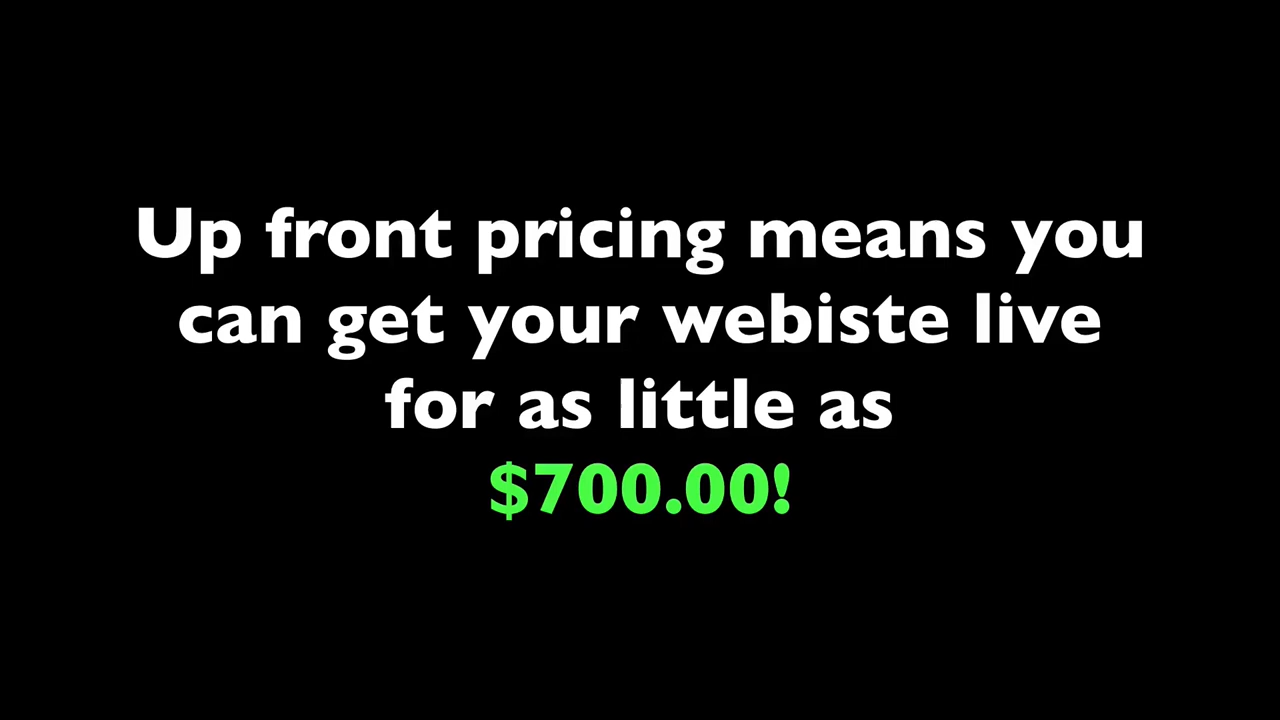 Up front pricing means you
can get your webiste live
for as little as
$700.00!